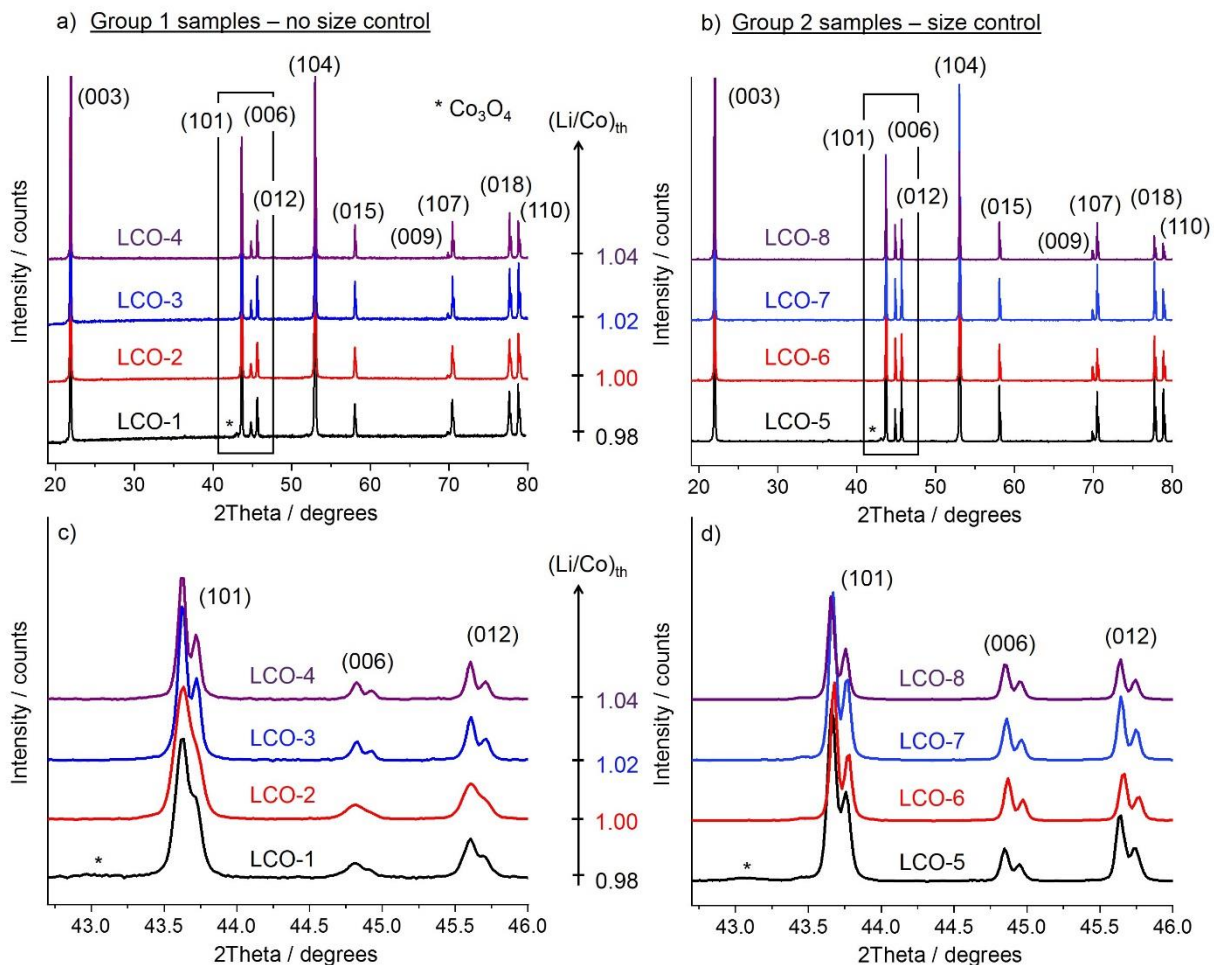 a) Group 1 samples – no size control
(003)
(101)
(006)
(012)
(104)
* Co₃O₄
(015)
(009)
(107)
(018)
(110)
(Li/Co)th
LCO-4
1.04
LCO-3
1.02
LCO-2
1.00
LCO-1
*
0.98
Intensity / counts
20 30 40 50 60 70 80
2Theta / degrees
b) Group 2 samples – size control
(003)
(101)
(006)
(012)
(104)
(015)
(009)
(107)
(018)
(110)
LCO-8
LCO-7
LCO-6
LCO-5
*
Intensity / counts
20 30 40 50 60 70 80
2Theta / degrees
c)
(Li/Co)th
(101)
(006)
(012)
LCO-4
1.04
LCO-3
1.02
LCO-2
1.00
LCO-1
*
0.98
Intensity / counts
43.0 43.5 44.0 44.5 45.0 45.5 46.0
2Theta / degrees
d)
(101)
(006)
(012)
LCO-8
LCO-7
LCO-6
LCO-5
*
Intensity / counts
43.0 43.5 44.0 44.5 45.0 45.5 46.0
2Theta / degrees